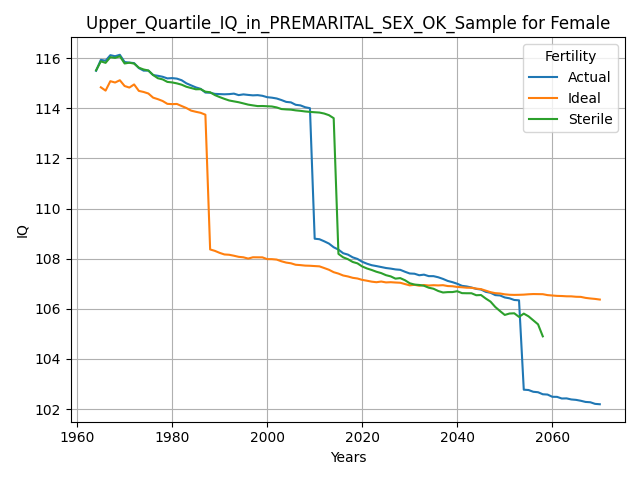 Upper_Quartile_IQ_in_PREMARITAL_SEX_OK_Sample for Female
116
114
112
110
108
106
104
102
IQ
Fertility
Actual
Ideal
Sterile
1960
1980
2000
2020
2040
2060
Years